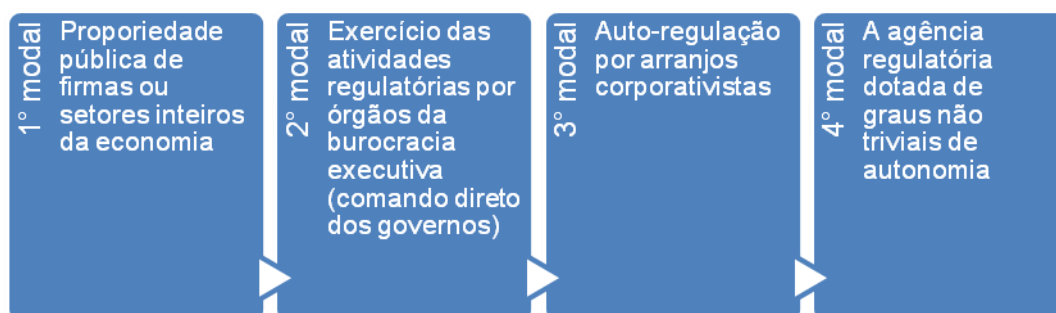 1° modal
Proporiedade
pública de
firmas ou
setores inteiros
da economia
2° modal
Exercício das
atividades
regulatórias por
órgãos da
burocracia
executiva
(comando direto
dos governos)
3° modal
Auto-regulação
por arranjos
corporativistas
4° modal
A agência
regulatória
dotada de
graus não
triviais de
autonomia